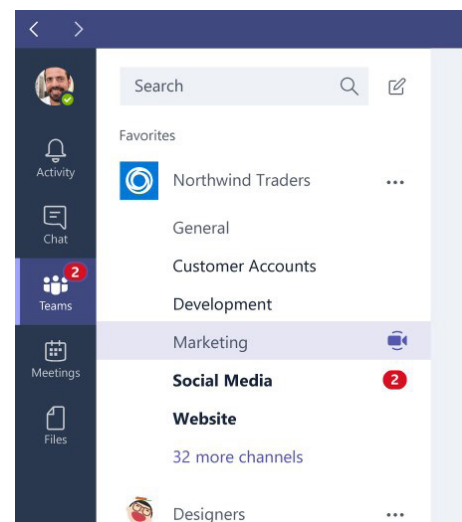 Search
Activity
Chat
2
Teams
Meetings
Files
Favorites
Northwind Traders
General
Customer Accounts
Development
Marketing
Social Media 2
Website
32 more channels
Designers